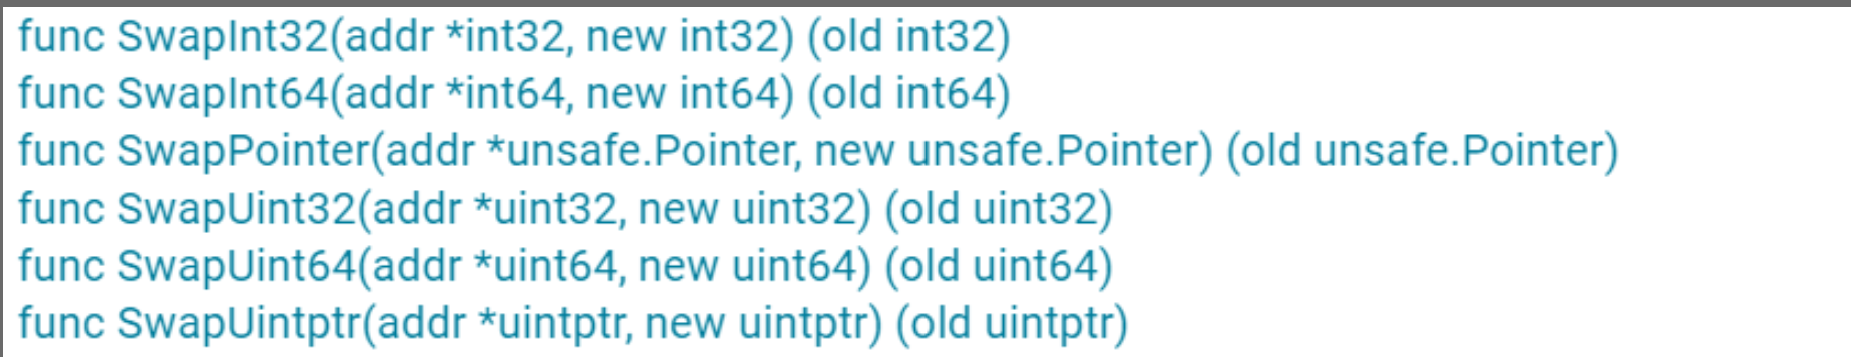 func SwapInt32(addr *int32, new int32) (old int32)
func SwapInt64(addr *int64, new int64) (old int64)
func SwapPointer(addr *unsafe.Pointer, new unsafe.Pointer) (old unsafe.Pointer)
func SwapUint32(addr *uint32, new uint32) (old uint32)
func SwapUint64(addr *uint64, new uint64) (old uint64)
func SwapUintptr(addr *uintptr, new uintptr) (old uintptr)